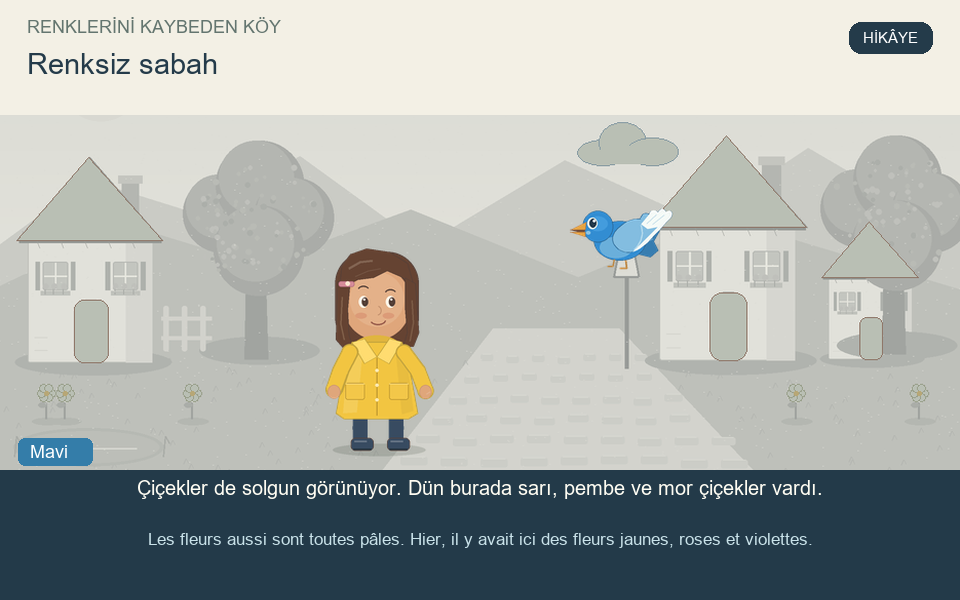 RENKLERİNİ KAYBEDEN KÖY
HİKÂYE
Renksiz sabah
Mavi
Çiçekler de solgun görünüyor. Dün burada sarı, pembe ve mor çiçekler vardı.
Les fleurs aussi sont toutes pâles. Hier, il y avait ici des fleurs jaunes, roses et violettes.